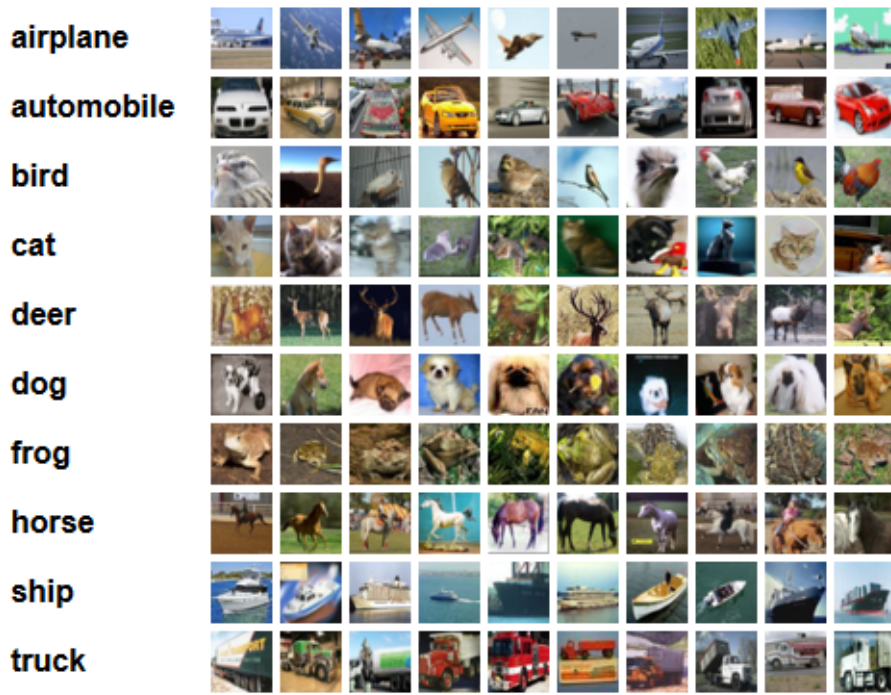 airplane
automobile
bird
cat
deer
dog
frog
horse
ship
truck